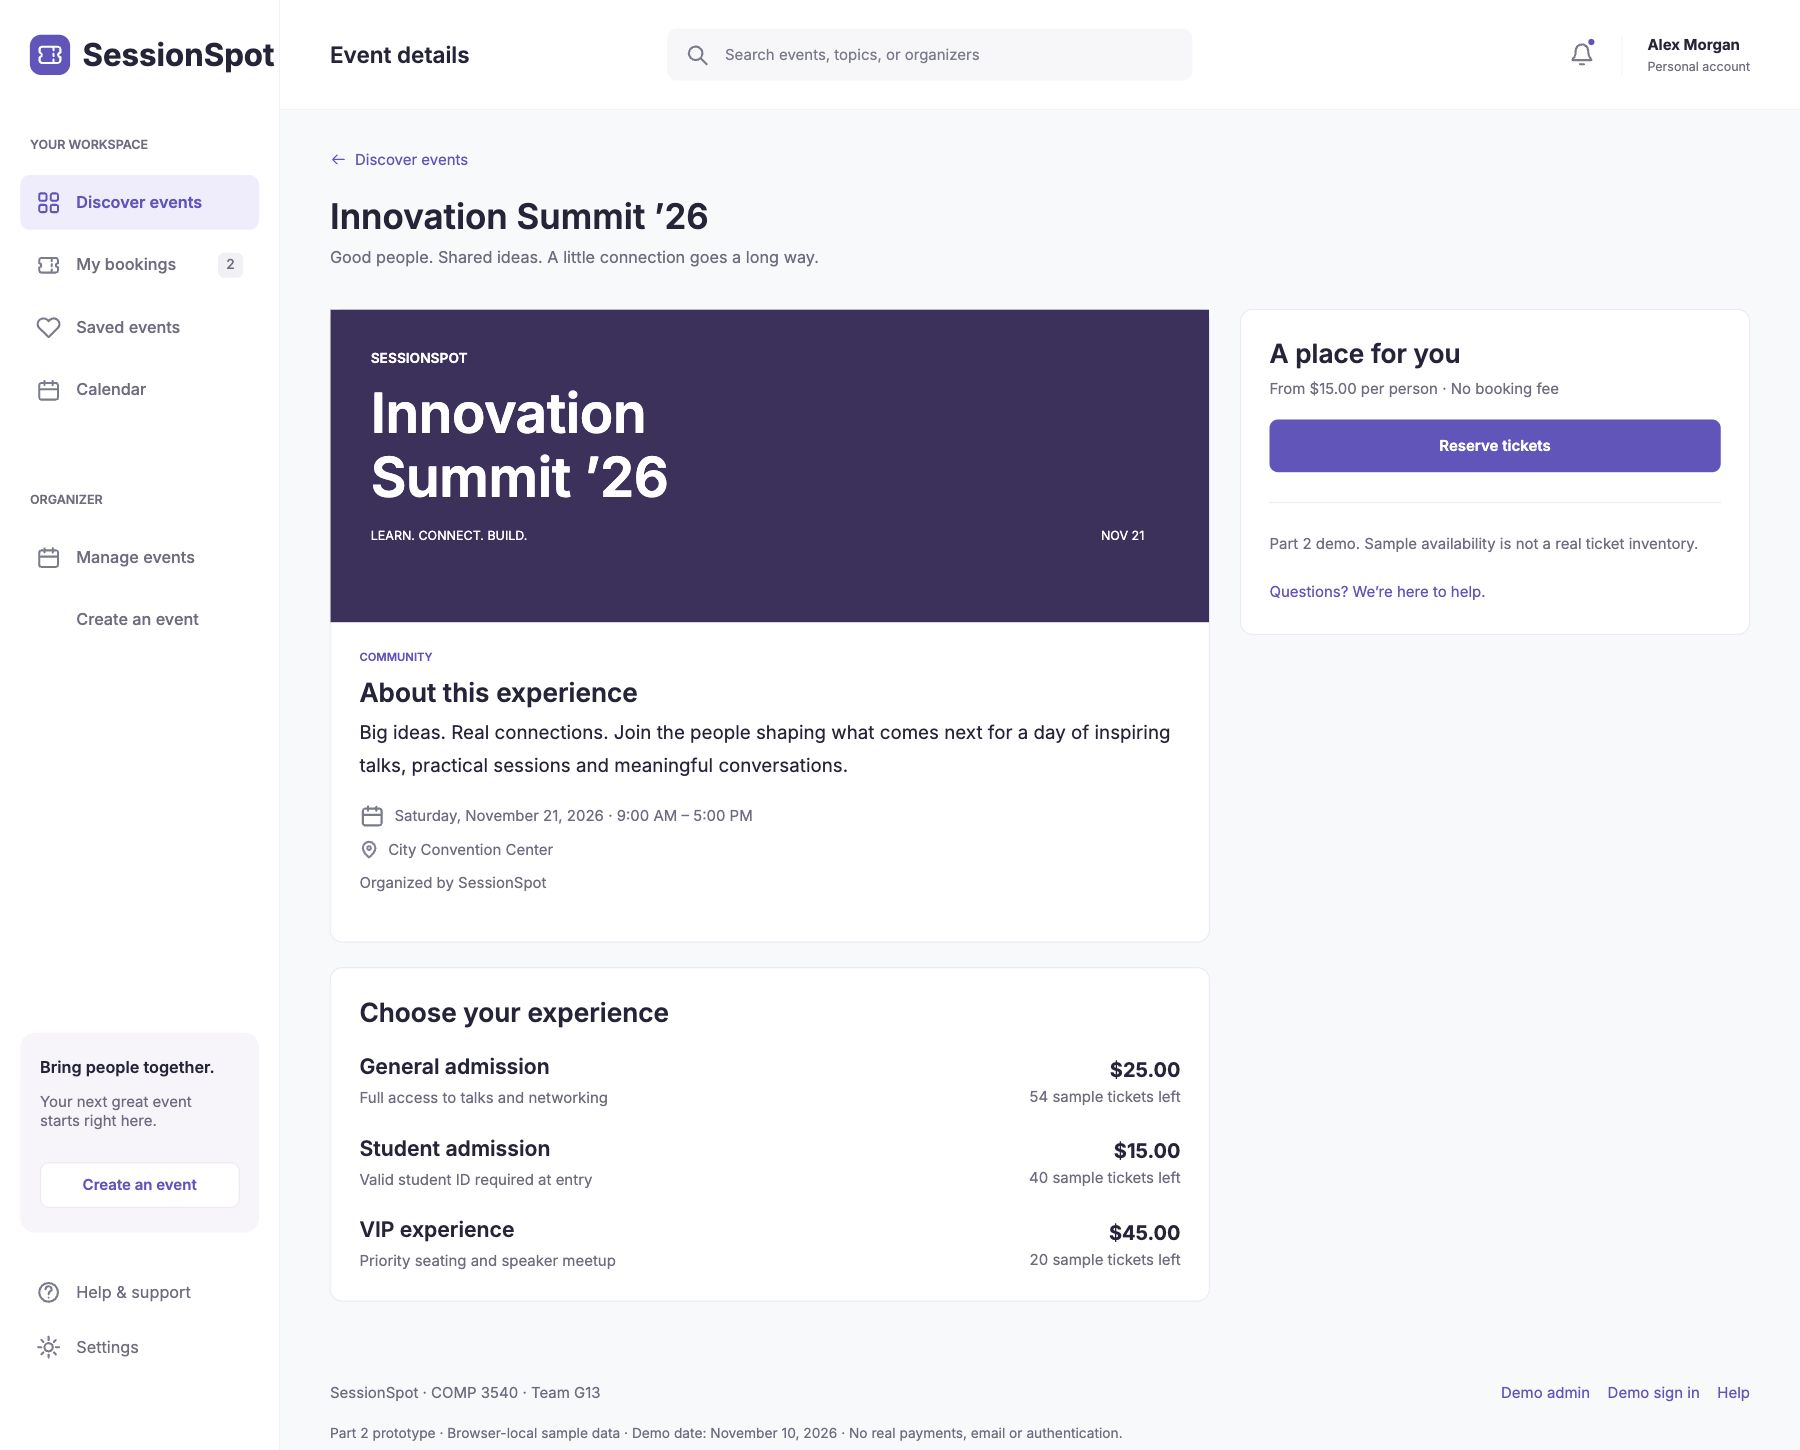 SessionSpot
Event details
Search events, topics, or organizers
Alex Morgan
Personal account
YOUR WORKSPACE
Discover events
My bookings
2
Saved events
Calendar
ORGANIZER
Manage events
Create an event
Bring people together.
Your next great event
starts right here.
Create an event
Help & support
Settings
← Discover events
Innovation Summit ’26
Good people. Shared ideas. A little connection goes a long way.
SESSIONSPOT
Innovation
Summit ’26
LEARN. CONNECT. BUILD.
NOV 21
COMMUNITY
About this experience
Big ideas. Real connections. Join the people shaping what comes next for a day of inspiring
talks, practical sessions and meaningful conversations.
Saturday, November 21, 2026 · 9:00 AM – 5:00 PM
City Convention Center
Organized by SessionSpot
A place for you
From $15.00 per person · No booking fee
Reserve tickets
Part 2 demo. Sample availability is not a real ticket inventory.
Questions? We’re here to help.
Choose your experience
General admission
$25.00
Full access to talks and networking
54 sample tickets left
Student admission
$15.00
Valid student ID required at entry
40 sample tickets left
VIP experience
$45.00
Priority seating and speaker meetup
20 sample tickets left
SessionSpot · COMP 3540 · Team G13
Demo admin
Demo sign in
Help
Part 2 prototype · Browser-local sample data · Demo date: November 10, 2026 · No real payments, email or authentication.